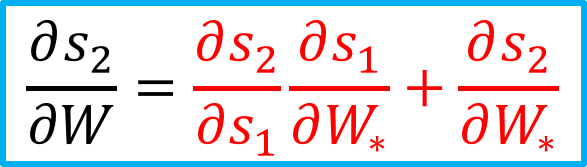 ∂s₂/∂W = ∂s₂/∂s₁ ∂s₁/∂W* + ∂s₂/∂W*